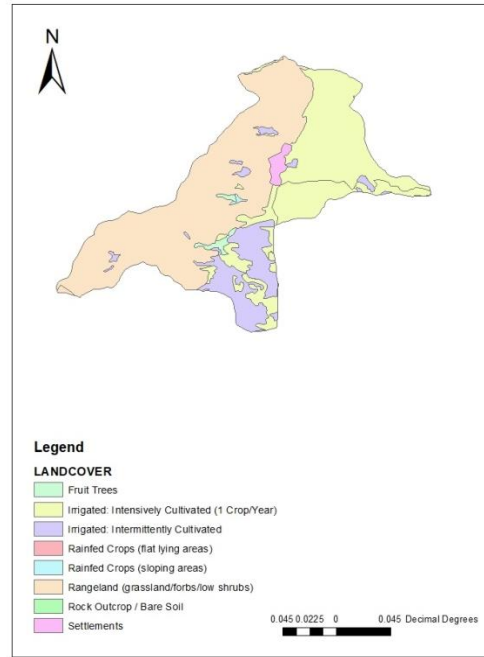 N
Legend
LANDCOVER
Fruit Trees
Irrigated: Intensively Cultivated (1 Crop/Year)
Irrigated: Intermittently Cultivated
Rainfed Crops (flat lying areas)
Rainfed Crops (sloping areas)
Rangeland (grassland/forbs/low shrubs)
Rock Outcrop / Bare Soil
Settlements
0.045 0.0225 0 0.045 Decimal Degrees